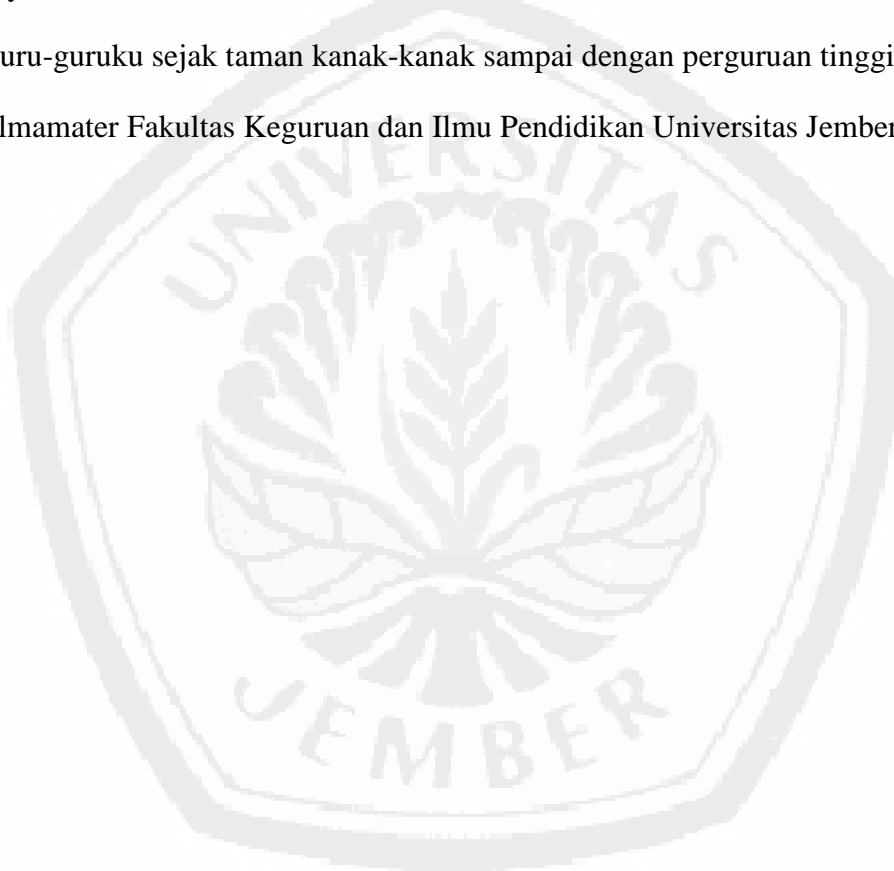 uru-guruku sejak taman kanak-kanak sampai dengan perguruan tinggi
lmamater Fakultas Keguruan dan Ilmu Pendidikan Universitas Jember
UNIVERSITAS
JEMBER